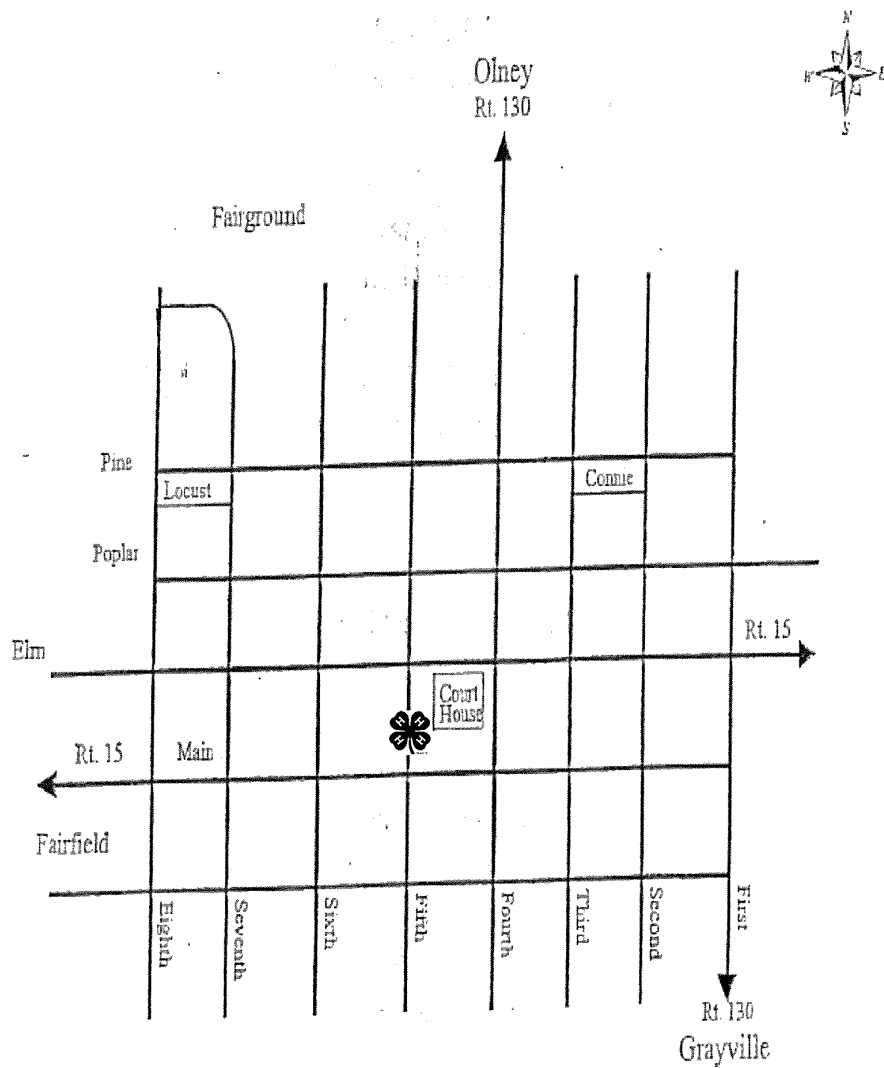 N
W
E
S
Olney
Rt. 130
Fairground
Pine
Locust
Connie
Poplar
Elm
Rt. 15
Court
House
H H
H H
Rt. 15
Main
Fairfield
Eighth
Seventh
Sixth
Fifth
Fourth
Third
Second
First
Rt. 130
Grayville